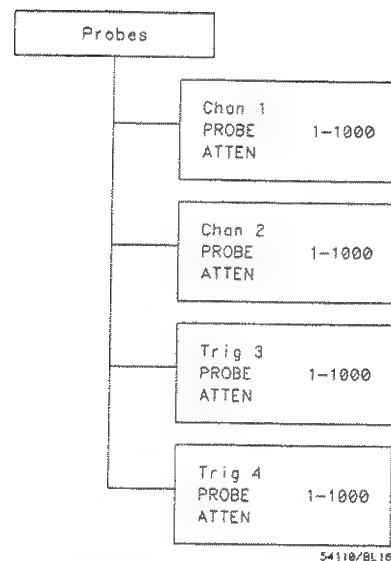 Probes
Chan 1
PROBE 1-1000
ATTEN
Chan 2
PROBE 1-1000
ATTEN
Trig 3
PROBE 1-1000
ATTEN
Trig 4
PROBE 1-1000
ATTEN
54110/BL16